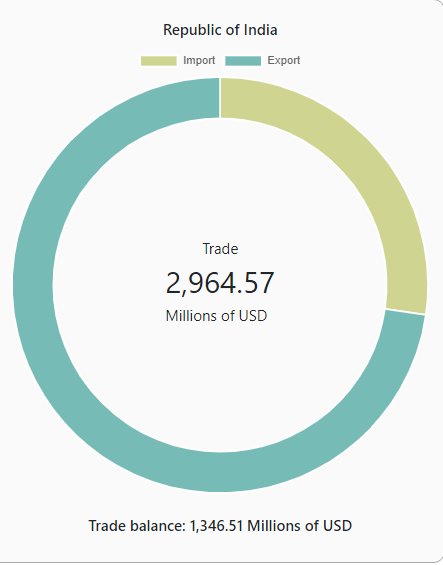 Republic of India
Import Export
Trade
2,964.57
Millions of USD
Trade balance: 1,346.51 Millions of USD